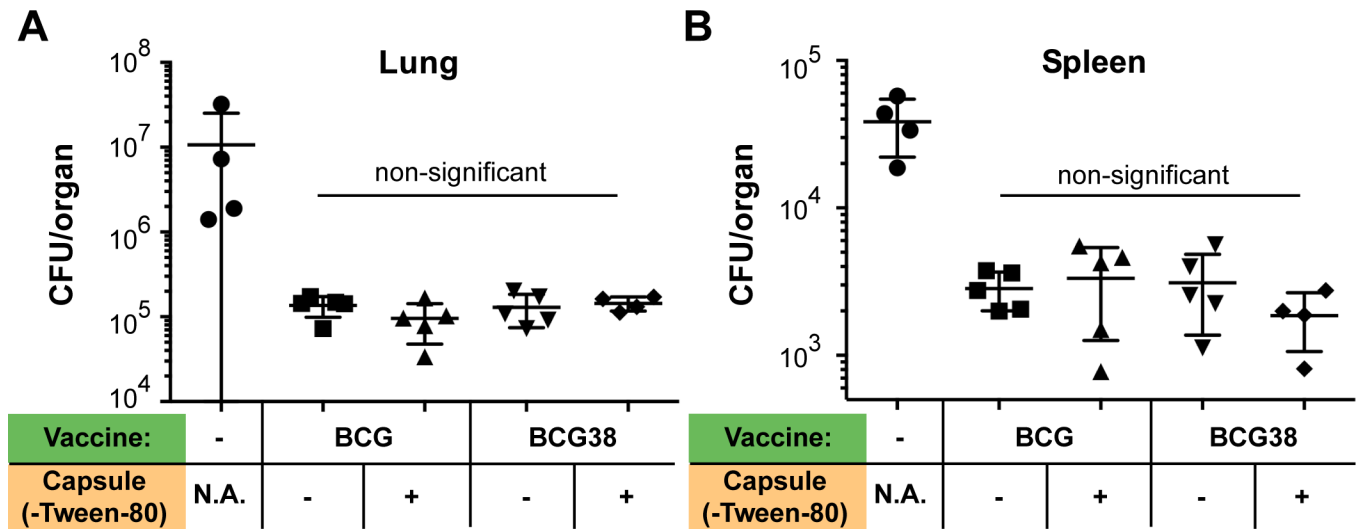 A
Lung
CFU/organ
10^8
10^7
10^6
10^5
10^4
non-significant
Vaccine: - BCG BCG38
Capsule
(-Tween-80) N.A. - + - +
B
Spleen
CFU/organ
10^5
10^4
10^3
non-significant
Vaccine: - BCG BCG38
Capsule
(-Tween-80) N.A. - + - +